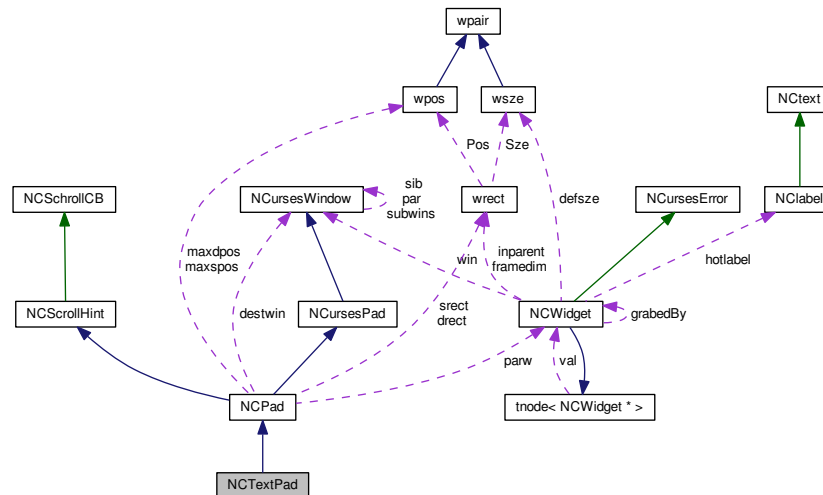 wpair
wpos
wsze
NCtext
Pos
Sze
NCSchrollCB
NCursesWindow
sib
par
subwins
wrect
defsze
NCursesError
NClabel
maxdpos
maxspos
destwin
win
inparent
framedim
hotlabel
NCScrollHint
NCursesPad
srect
drect
NCWidget
grabedBy
parw
val
NCPad
tnode< NCWidget * >
NCTextPad